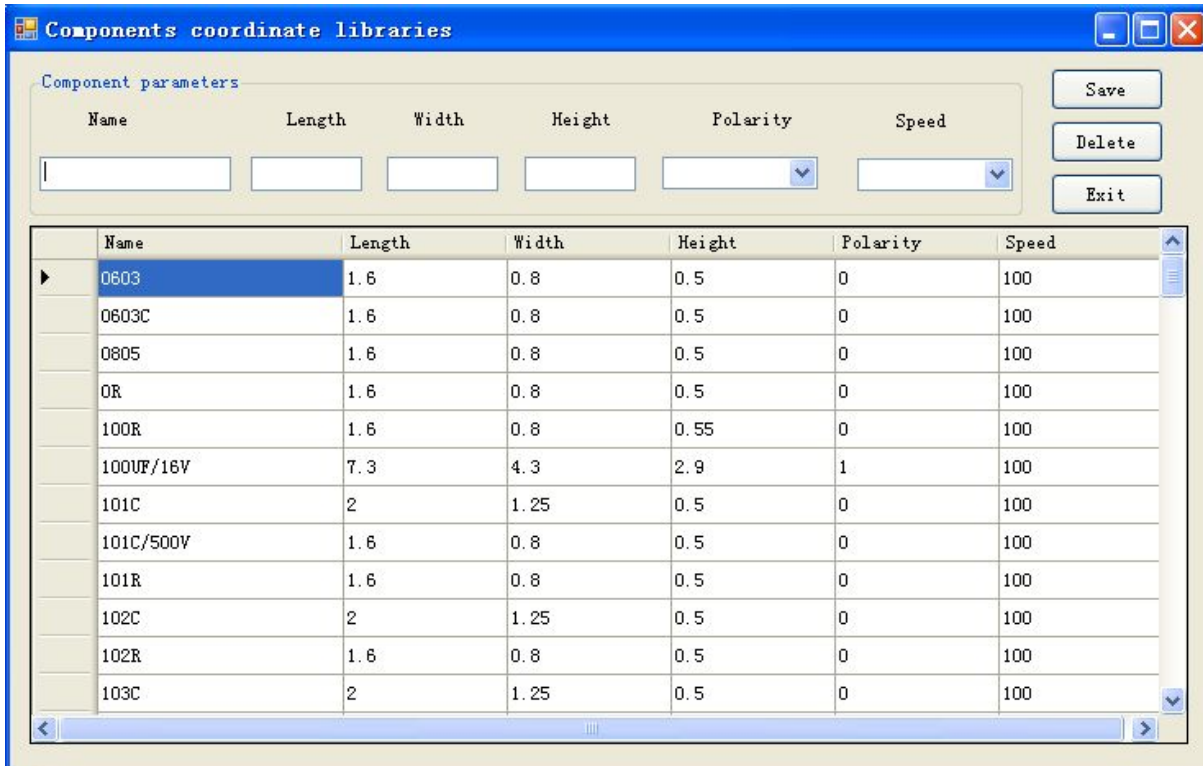 Components coordinate libraries
Component parameters
Name Length Width Height Polarity Speed
Save
Delete
Exit
Name Length Width Height Polarity Speed
0603 1.6 0.8 0.5 0 100
0603C 1.6 0.8 0.5 0 100
0805 1.6 0.8 0.5 0 100
0R 1.6 0.8 0.5 0 100
100R 1.6 0.8 0.55 0 100
100UF/16V 7.3 4.3 2.9 1 100
101C 2 1.25 0.5 0 100
101C/500V 1.6 0.8 0.5 0 100
101R 1.6 0.8 0.5 0 100
102C 2 1.25 0.5 0 100
102R 1.6 0.8 0.5 0 100
103C 2 1.25 0.5 0 100